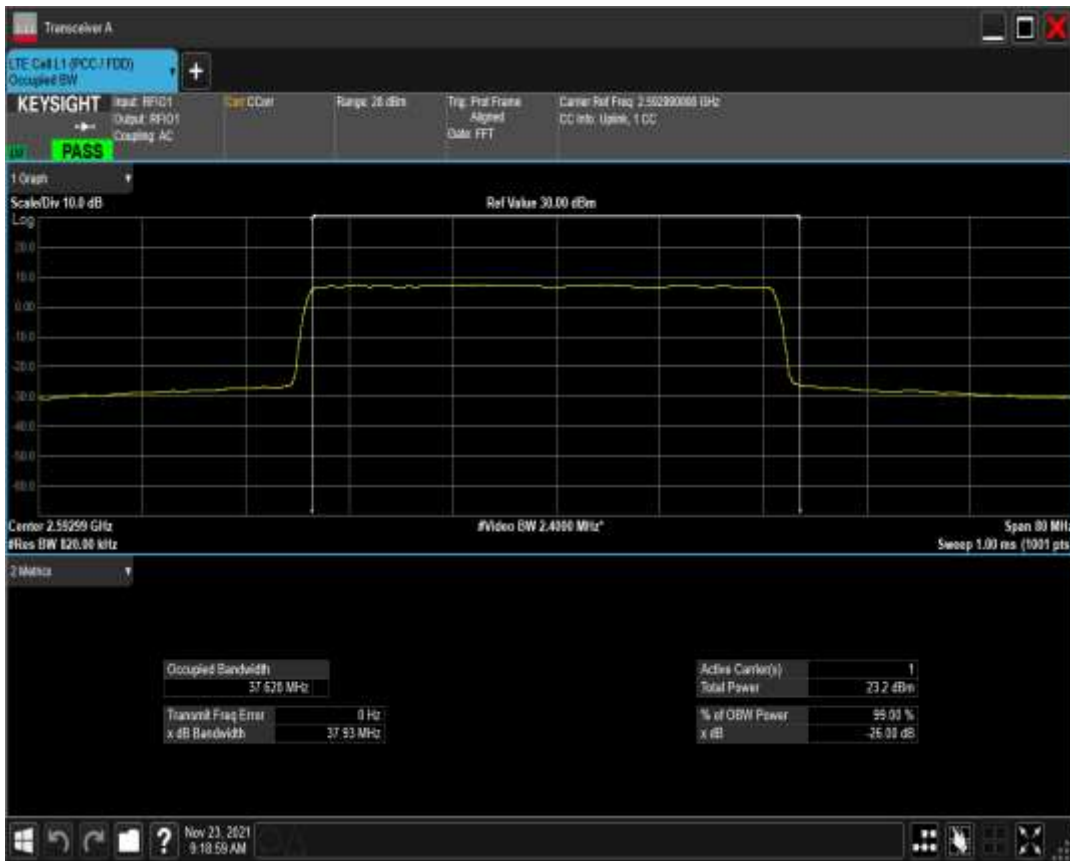 Transceiver A
LTE Cell L1 (PCC / FDD)
Occupied BW
+
KEYSIGHT
Input: RFIO1
Output: RFIO1
Coupling: AC
PASS
CCorr
Range: 28 dBm
Trig: Prd Frame
Aligned
Gate: FFT
Carrier Ref Freq: 2.592990000 GHz
CC Info: Uplink, 1 CC
1 Graph
Scale/Div 10.0 dB
Ref Value 30.00 dBm
Log
20.0
10.0
0.00
-10.0
-20.0
-30.0
-40.0
-50.0
-60.0
Center 2.59299 GHz
#Video BW 2.4000 MHz*
Span 80 MHz
#Res BW 820.00 kHz
Sweep 1.00 ms (1001 pts
2 Metrics
Occupied Bandwidth
37.620 MHz
Transmit Freq Error 0 Hz
x dB Bandwidth 37.93 MHz
Active Carrier(s) 1
Total Power 23.2 dBm
% of OBW Power 99.00 %
x dB -26.00 dB
?
Nov 23, 2021
9:18:59 AM